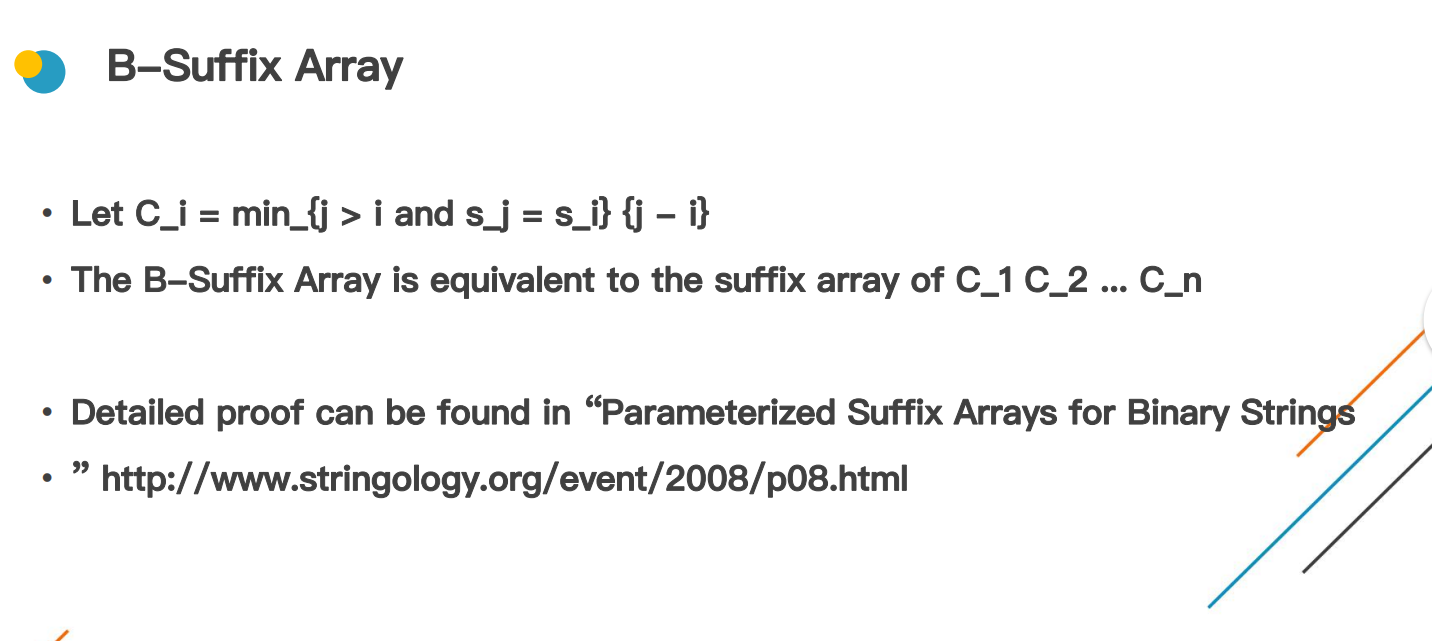 B-Suffix Array
• Let C_i = min_{j > i and s_j = s_i} {j - i}
• The B-Suffix Array is equivalent to the suffix array of C_1 C_2 ... C_n
• Detailed proof can be found in “Parameterized Suffix Arrays for Binary Strings
• ” http://www.stringology.org/event/2008/p08.html